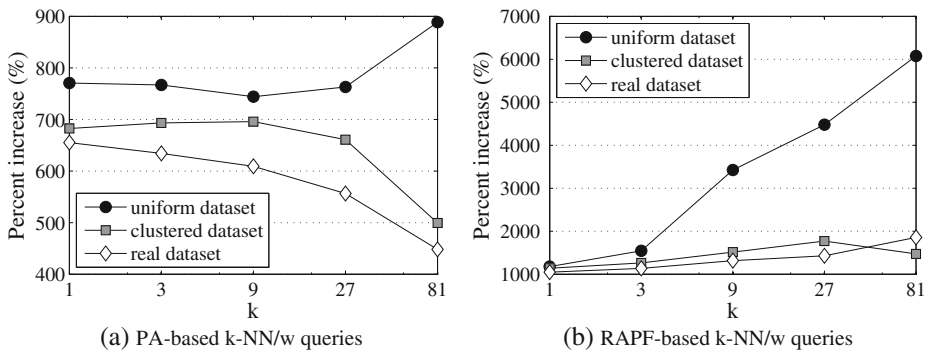 900
800
700
600
500
400
Percent increase (%)
uniform dataset
clustered dataset
real dataset
1 3 9 27 81
k
(a) PA-based k-NN/w queries
7000
6000
5000
4000
3000
2000
1000
Percent increase (%)
uniform dataset
clustered dataset
real dataset
1 3 9 27 81
k
(b) RAPF-based k-NN/w queries